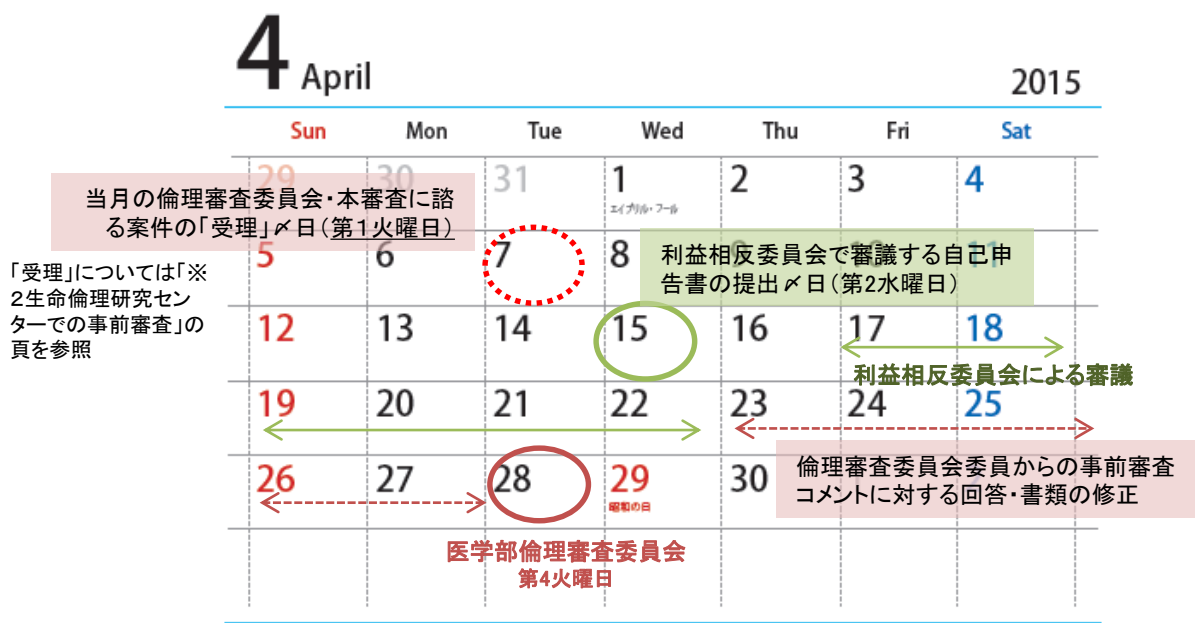 4 April
2015
Sun Mon Tue Wed Thu Fri Sat
29 30 31 1 2 3 4
エイプリル・フール
当月の倫理審査委員会・本審査に諮
る案件の「受理」〆日(第1火曜日)
5 6 7 8 9 10 11
利益相反委員会で審議する自己申
告書の提出〆日(第2水曜日)
「受理」については「※
2生命倫理研究セン
ターでの事前審査」の
頁を参照
12 13 14 15 16 17 18
利益相反委員会による審議
19 20 21 22 23 24 25
26 27 28 29 30
昭和の日
倫理審査委員会委員からの事前審査
コメントに対する回答・書類の修正
医学部倫理審査委員会
第4火曜日